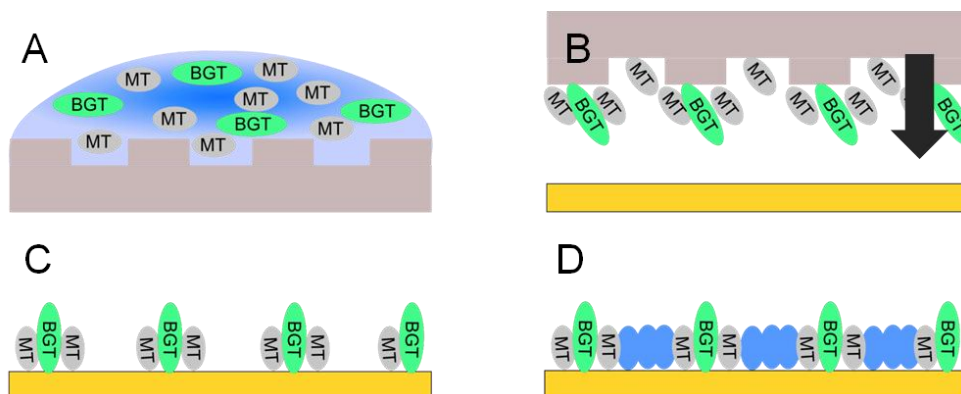 A
MT BGT MT
BGT MT MT BGT
MT BGT MT
MT MT
B
MT MT MT
MT BGT MT MT BGT MT MT BGT MT BGT
C
MT BGT MT MT BGT MT MT BGT MT MT BGT
D
MT BGT MT MT BGT MT MT BGT MT MT BGT